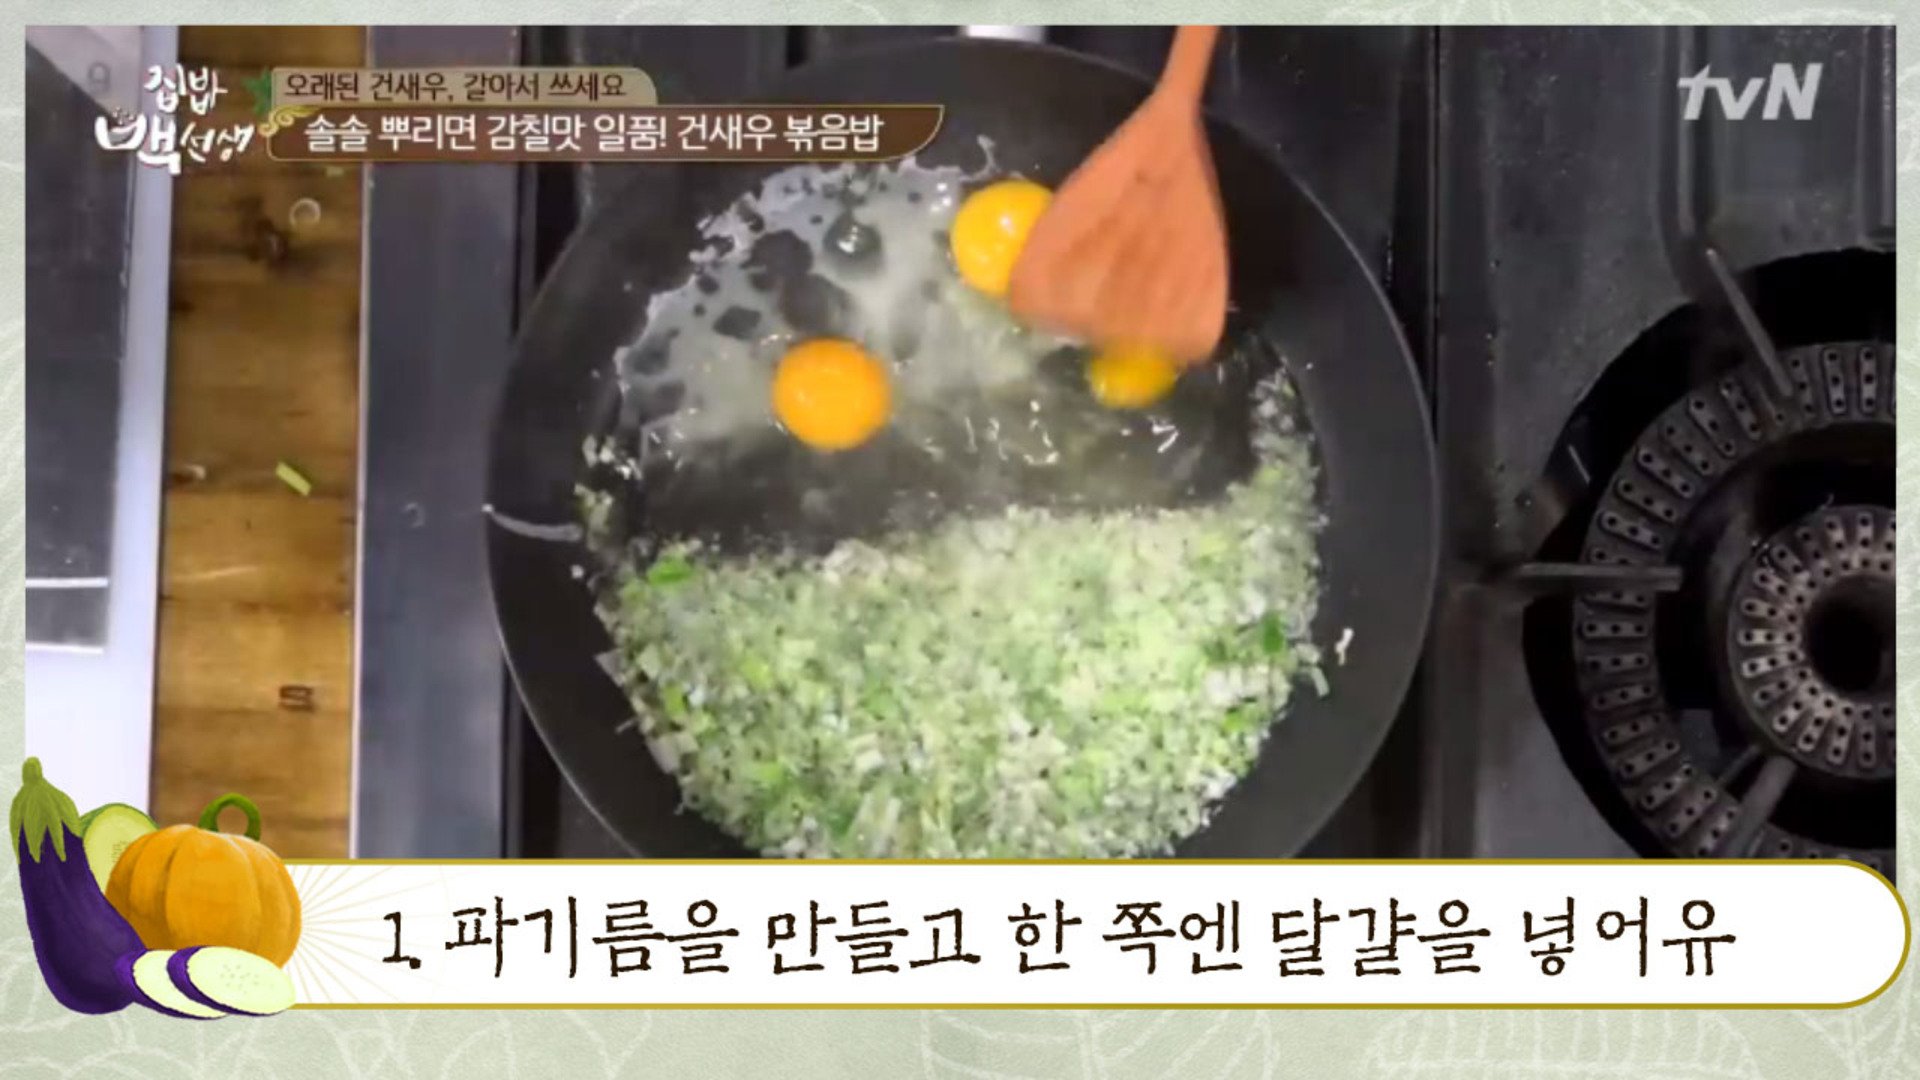 집밥
백선생
오래된 건새우, 갈아서 쓰세요
솔솔 뿌리면 감칠맛 일품! 건새우 볶음밥
tvN
1. 파기름을 만들고 한 쪽엔 달걀을 넣어유